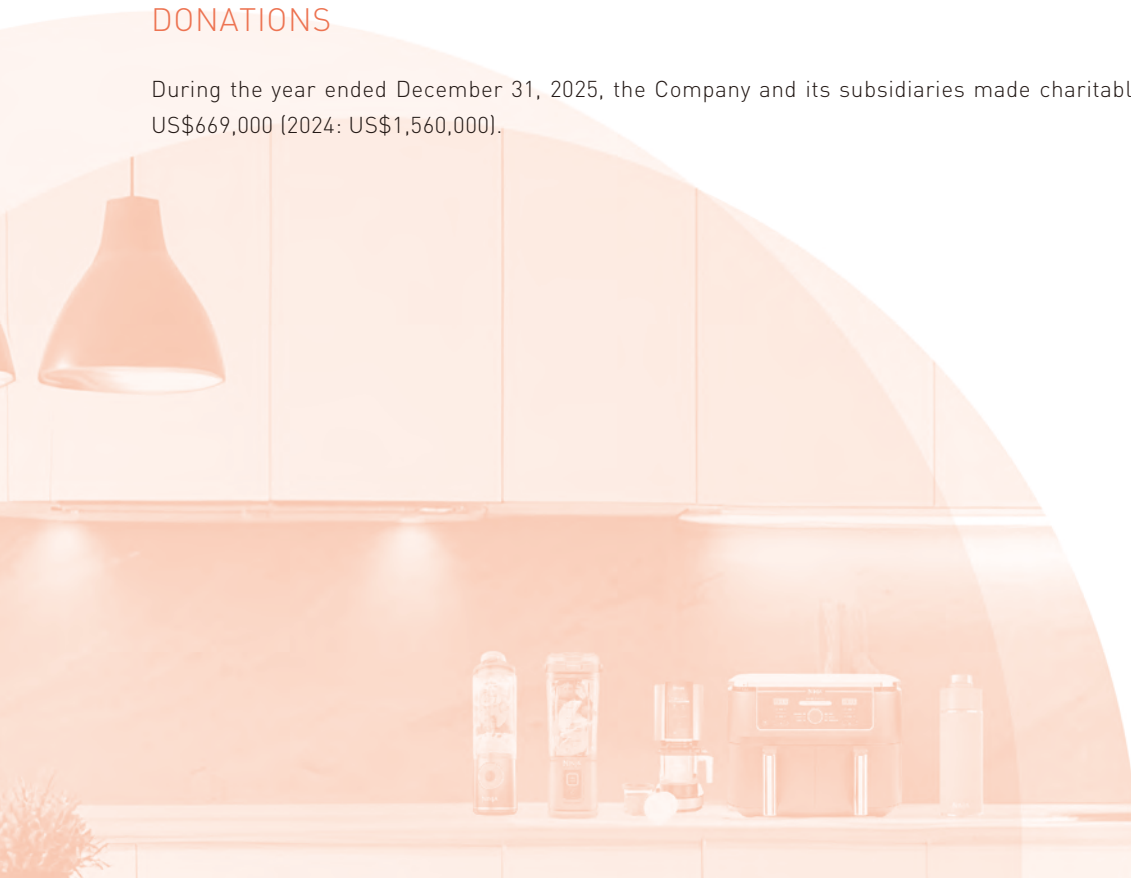 DONATIONS
During the year ended December 31, 2025, the Company and its subsidiaries made charitabl
US$669,000 (2024: US$1,560,000).